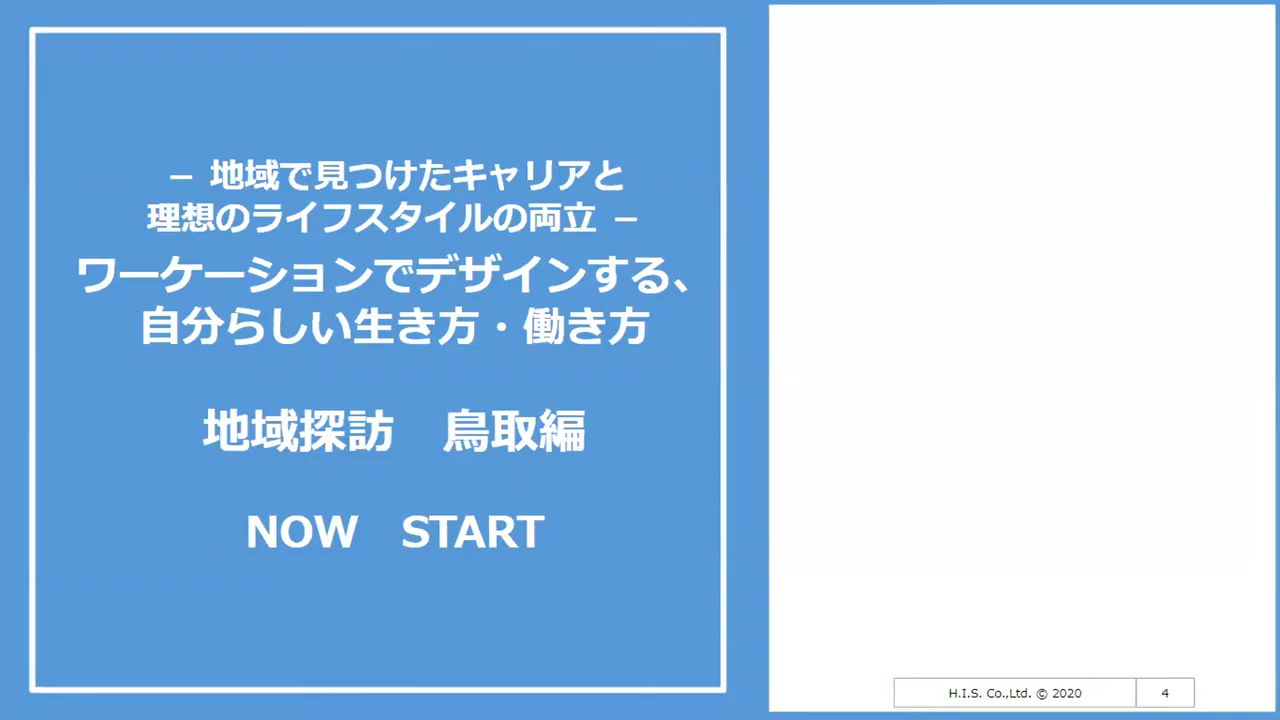 − 地域で見つけたキャリアと
理想のライフスタイルの両立 −
ワーケーションでデザインする、
自分らしい生き方・働き方
地域探訪　鳥取編
NOW　START
H.I.S. Co.,Ltd. © 2020
4